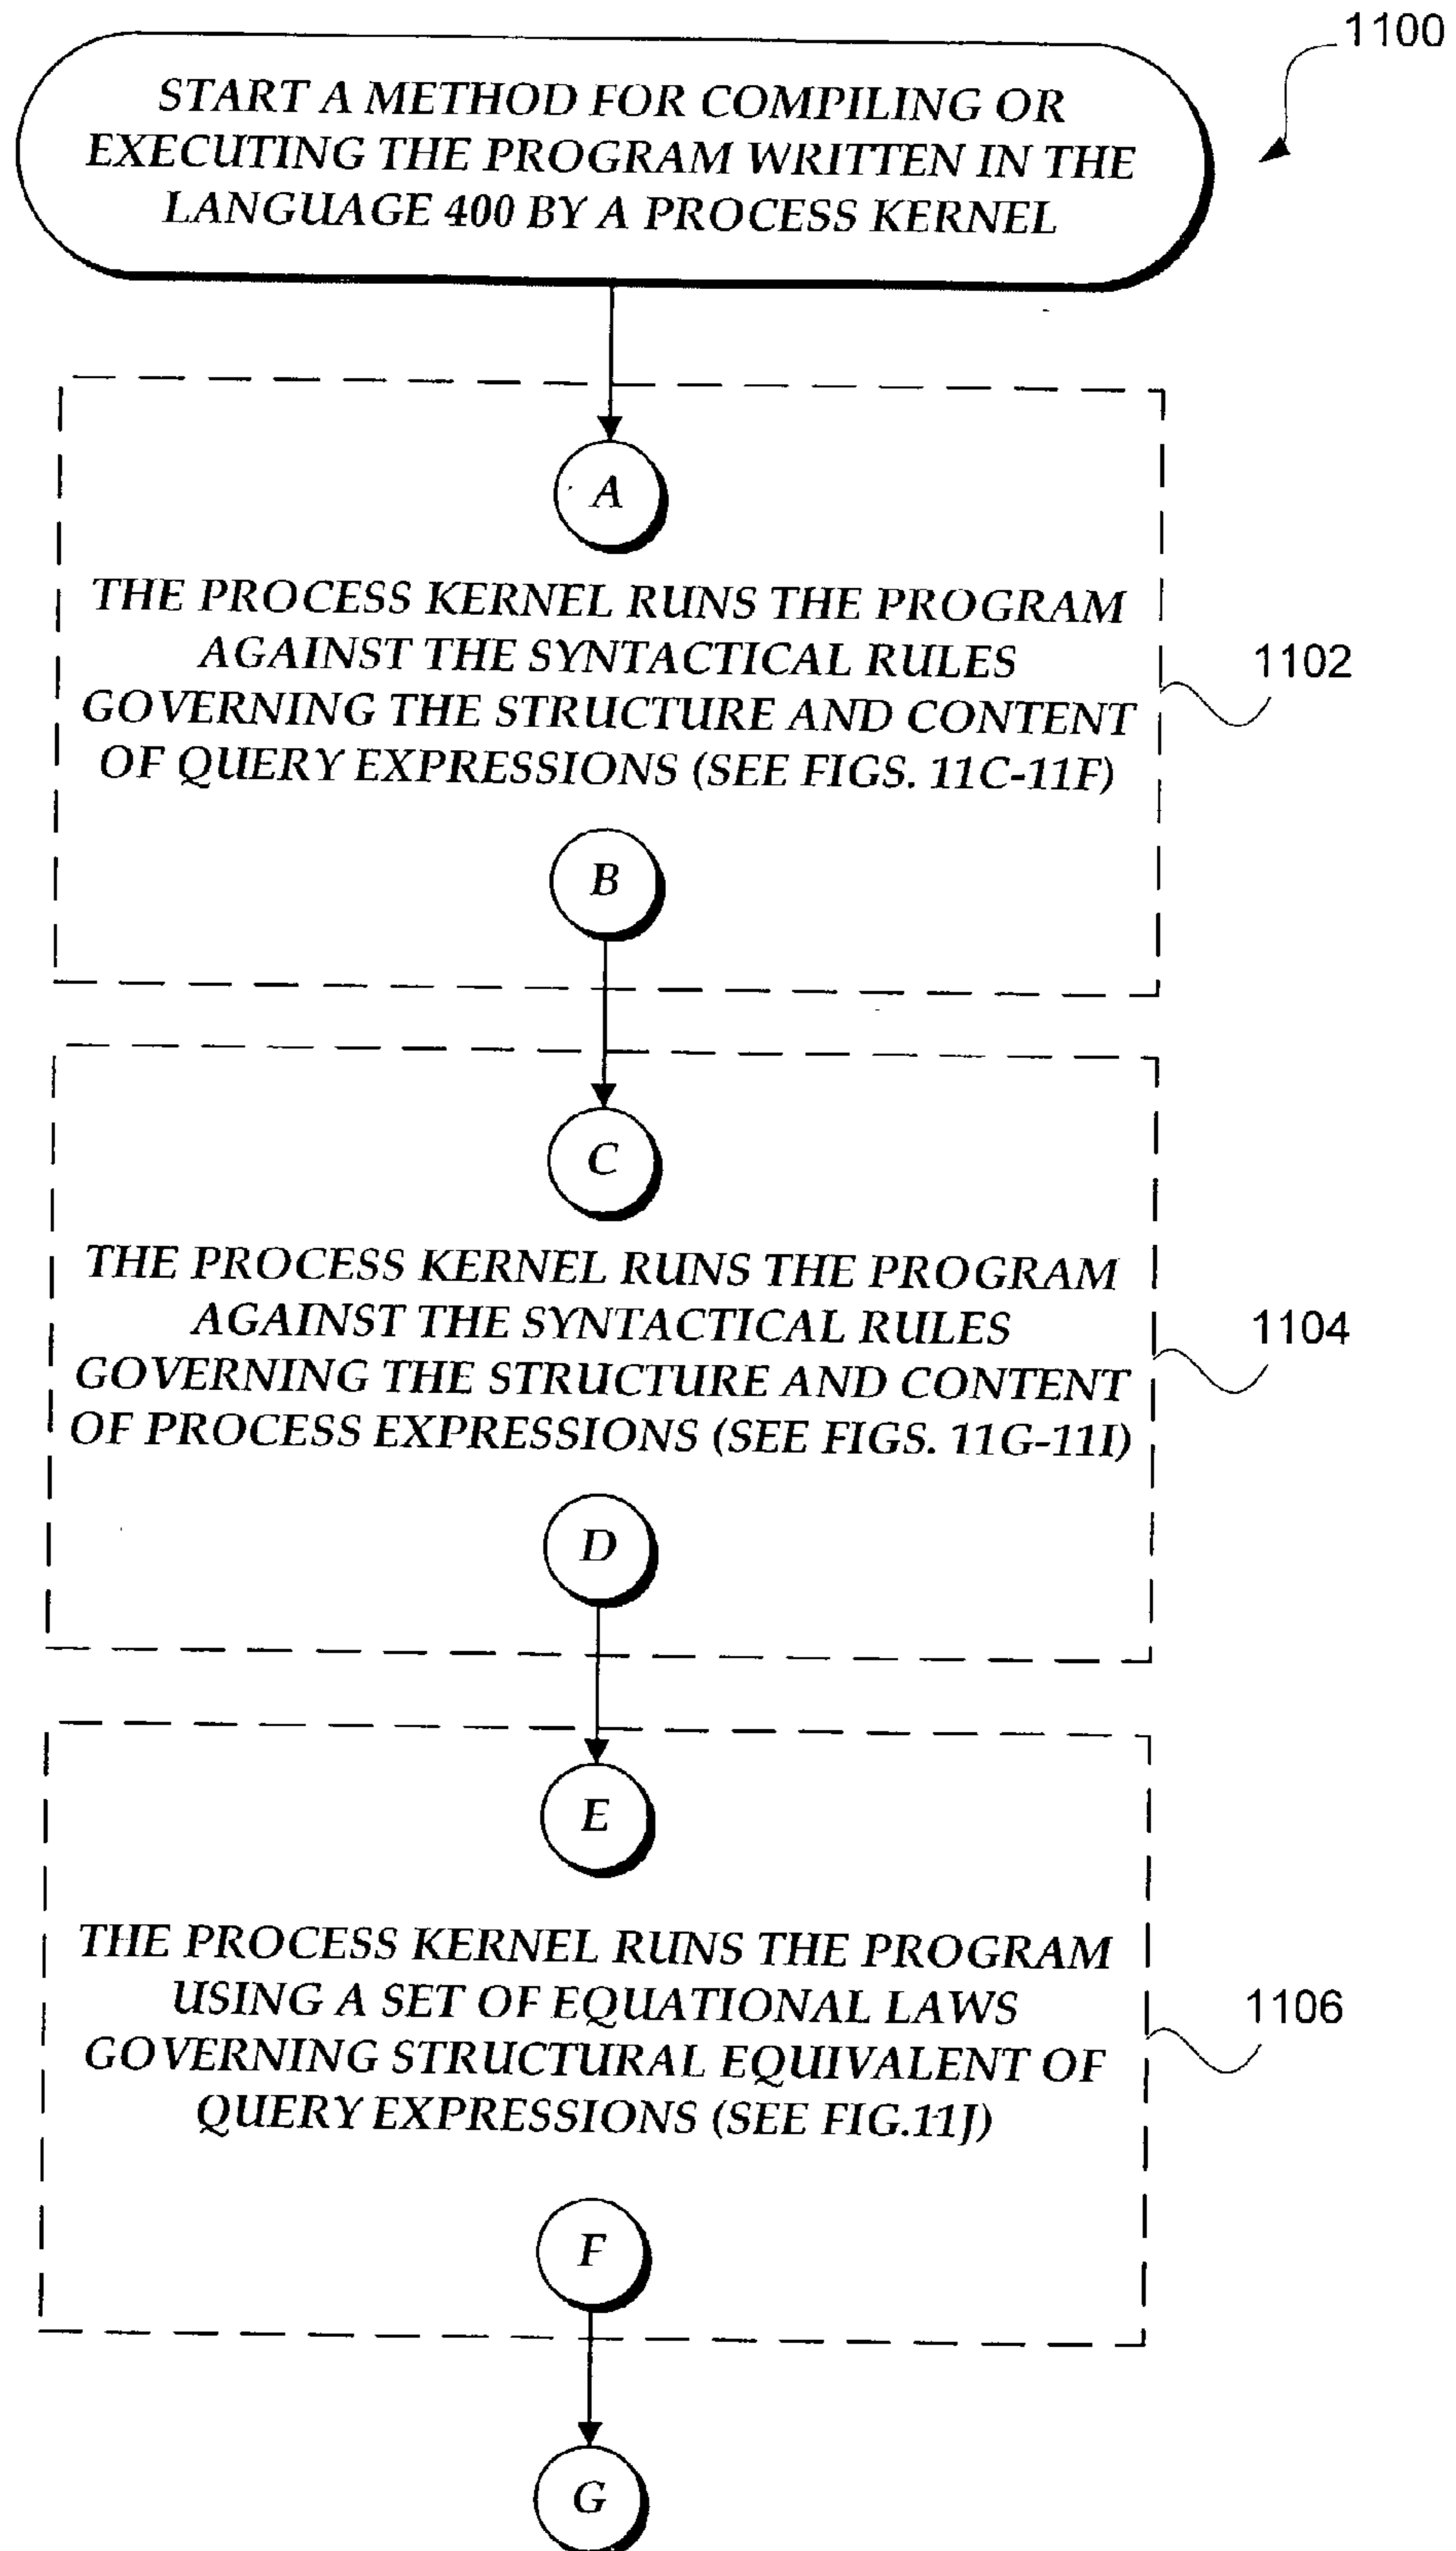 1100
START A METHOD FOR COMPILING OR
EXECUTING THE PROGRAM WRITTEN IN THE
LANGUAGE 400 BY A PROCESS KERNEL
A
THE PROCESS KERNEL RUNS THE PROGRAM
AGAINST THE SYNTACTICAL RULES
GOVERNING THE STRUCTURE AND CONTENT
OF QUERY EXPRESSIONS (SEE FIGS. 11C-11F)
1102
B
C
THE PROCESS KERNEL RUNS THE PROGRAM
AGAINST THE SYNTACTICAL RULES
GOVERNING THE STRUCTURE AND CONTENT
OF PROCESS EXPRESSIONS (SEE FIGS. 11G-11I)
1104
D
E
THE PROCESS KERNEL RUNS THE PROGRAM
USING A SET OF EQUATIONAL LAWS
GOVERNING STRUCTURAL EQUIVALENT OF
QUERY EXPRESSIONS (SEE FIG.11J)
1106
F
G